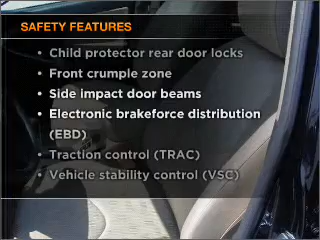 SAFETY FEATURES
• Child protector rear door locks
• Front crumple zone
• Side impact door beams
• Electronic brakeforce distribution
(EBD)
• Traction control (TRAC)
• Vehicle stability control (VSC)